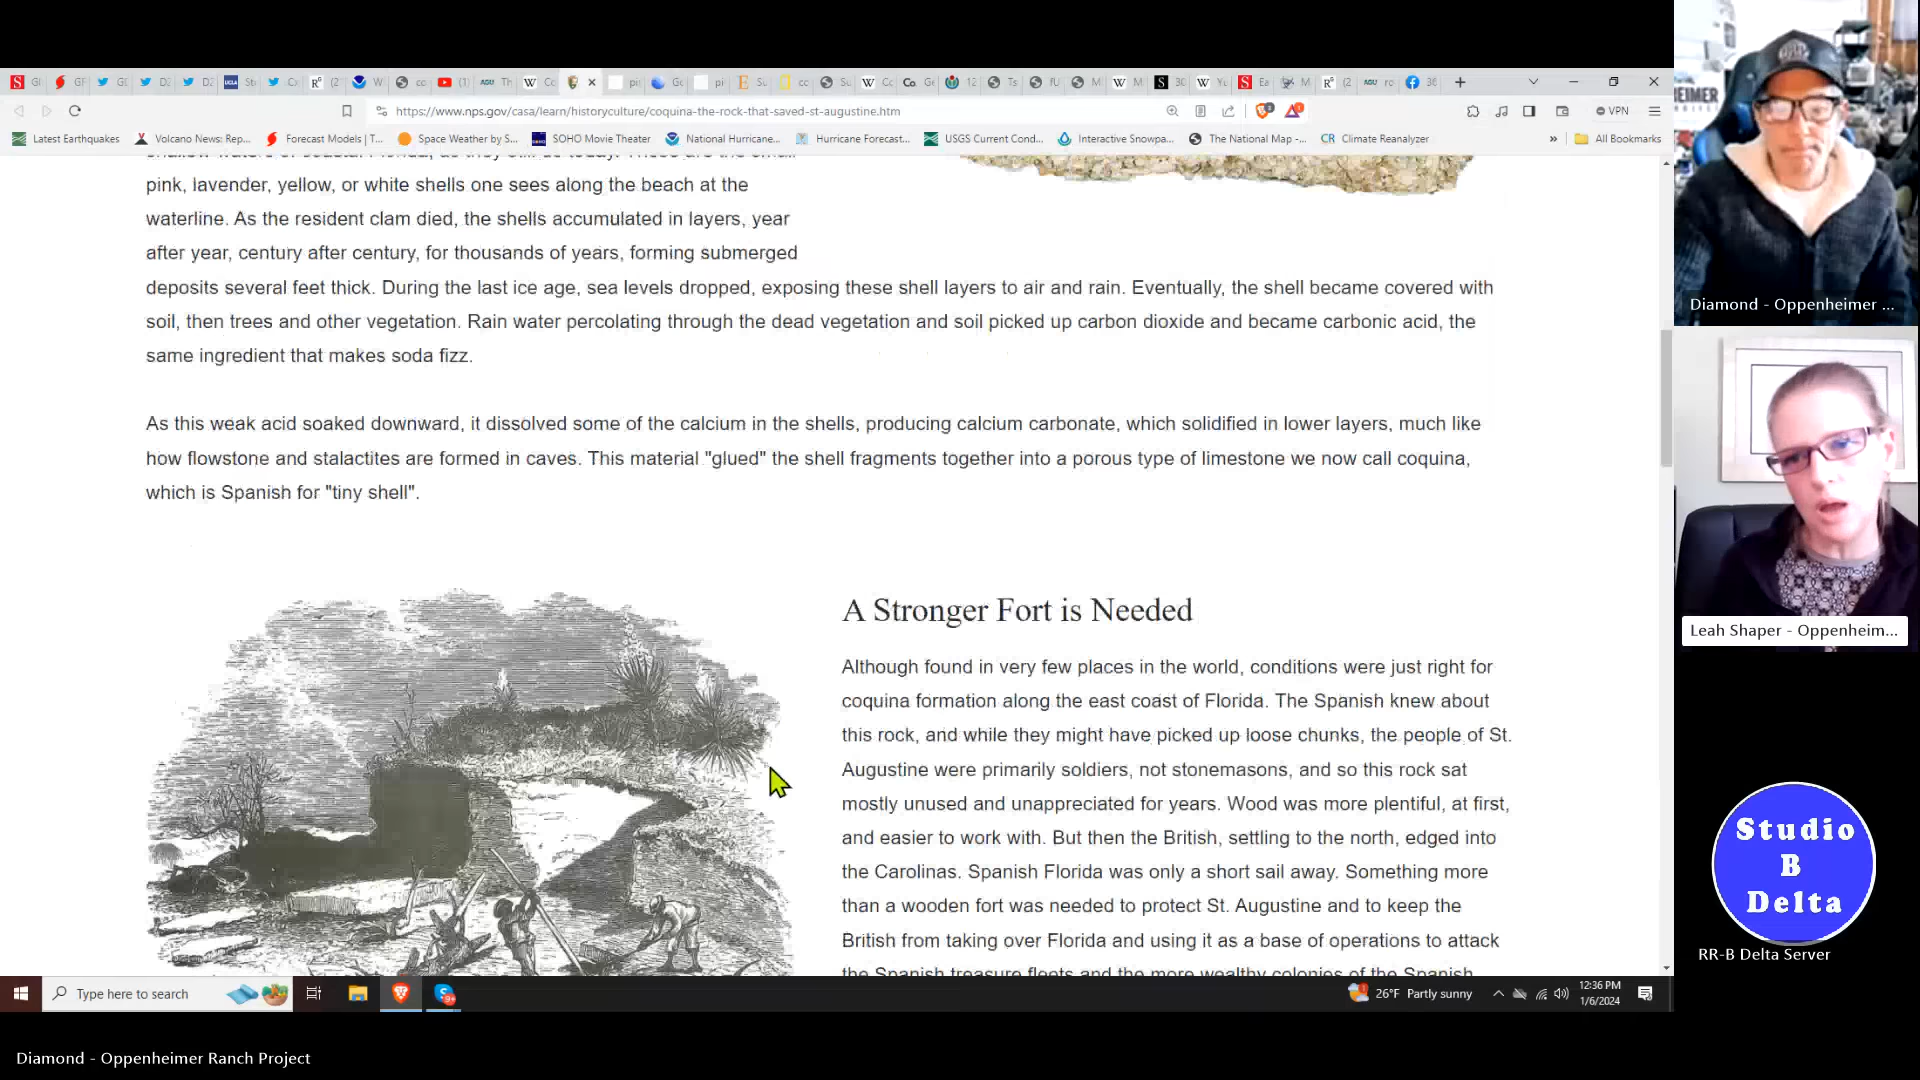 https://www.nps.gov/casa/learn/historyculture/coquina-the-rock-that-saved-st-augustine.htm
VPN
Latest Earthquakes
Volcano News: Rep...
Forecast Models | T...
Space Weather by S...
SOHO Movie Theater
National Hurricane...
Hurricane Forecast...
USGS Current Cond...
Interactive Snowpa...
The National Map -...
CR Climate Reanalyzer
» All Bookmarks
pink, lavender, yellow, or white shells one sees along the beach at the
waterline. As the resident clam died, the shells accumulated in layers, year
after year, century after century, for thousands of years, forming submerged
deposits several feet thick. During the last ice age, sea levels dropped, exposing these shell layers to air and rain. Eventually, the shell became covered with
soil, then trees and other vegetation. Rain water percolating through the dead vegetation and soil picked up carbon dioxide and became carbonic acid, the
same ingredient that makes soda fizz.
As this weak acid soaked downward, it dissolved some of the calcium in the shells, producing calcium carbonate, which solidified in lower layers, much like
how flowstone and stalactites are formed in caves. This material "glued" the shell fragments together into a porous type of limestone we now call coquina,
which is Spanish for "tiny shell".
A Stronger Fort is Needed
Although found in very few places in the world, conditions were just right for
coquina formation along the east coast of Florida. The Spanish knew about
this rock, and while they might have picked up loose chunks, the people of St.
Augustine were primarily soldiers, not stonemasons, and so this rock sat
mostly unused and unappreciated for years. Wood was more plentiful, at first,
and easier to work with. But then the British, settling to the north, edged into
the Carolinas. Spanish Florida was only a short sail away. Something more
than a wooden fort was needed to protect St. Augustine and to keep the
British from taking over Florida and using it as a base of operations to attack
the Spanish treasure fleets and the more wealthy colonies of the Spanish
Type here to search
26°F Partly sunny
12:36 PM
1/6/2024
Diamond - Oppenheimer ...
Leah Shaper - Oppenheim...
Studio
B
Delta
RR-B Delta Server
Diamond - Oppenheimer Ranch Project